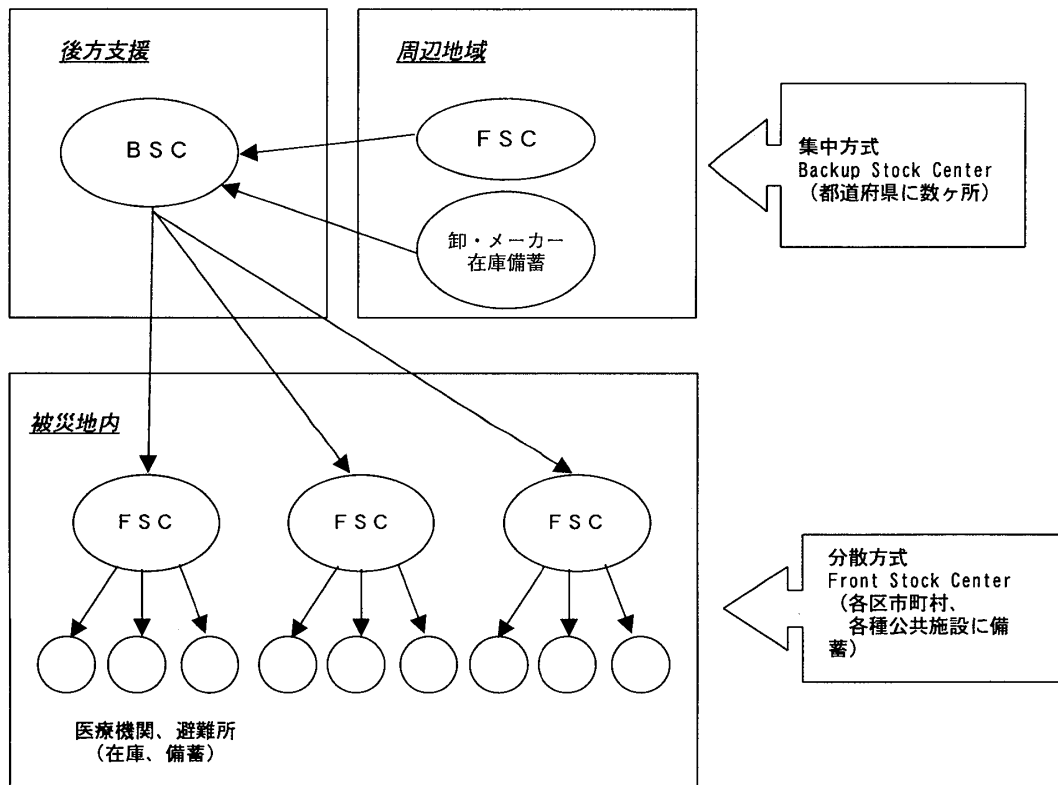 後方支援
BSC
周辺地域
FSC
卸・メーカー
在庫備蓄
集中方式
Backup Stock Center
（都道府県に数ヶ所）
被災地内
FSC
FSC
FSC
医療機関、避難所
（在庫、備蓄）
分散方式
Front Stock Center
（各区市町村、
各種公共施設に備
蓄）